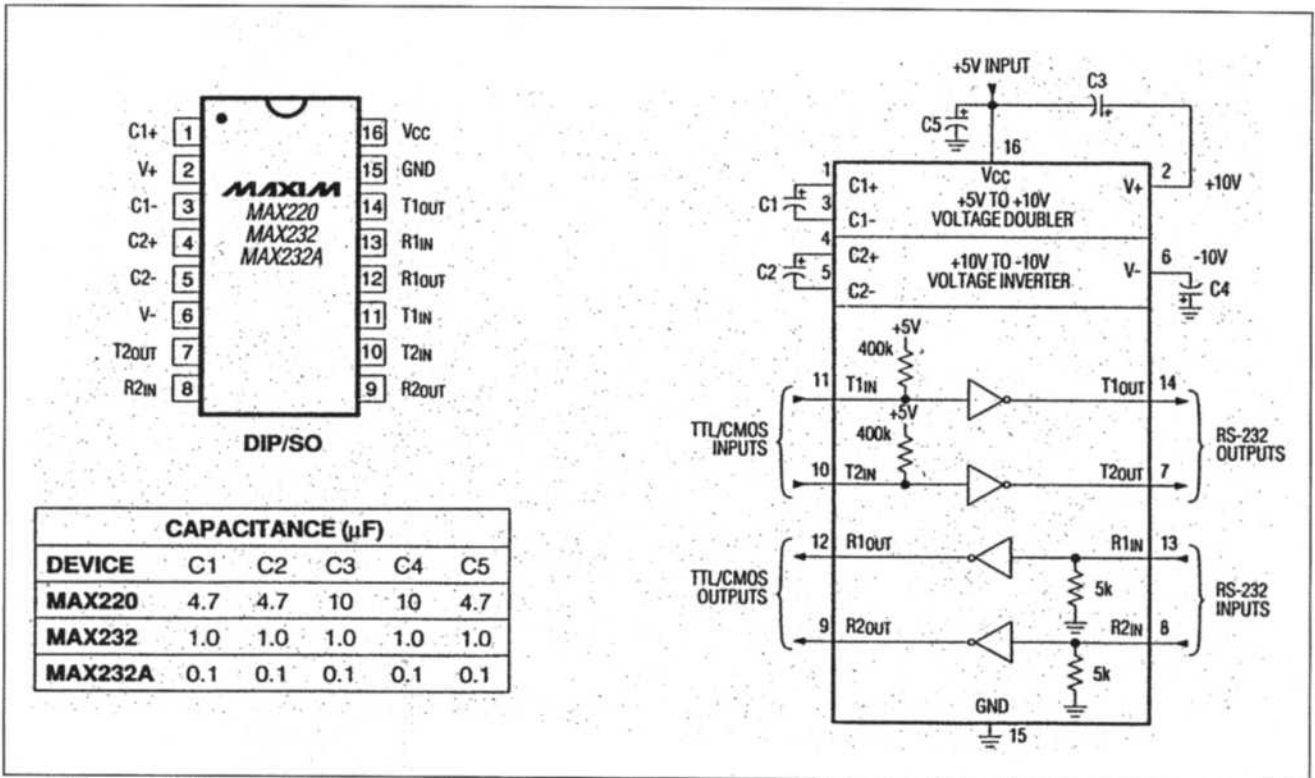 C1+ 1
V+ 2
C1- 3
C2+ 4
C2- 5
V- 6
T2OUT 7
R2IN 8
16 VCC
15 GND
14 T1OUT
13 R1IN
12 R1OUT
11 T1IN
10 T2IN
9 R2OUT
MAXIM
MAX220
MAX232
MAX232A
DIP/SO
CAPACITANCE (µF)
DEVICE C1 C2 C3 C4 C5
MAX220 4.7 4.7 10 10 4.7
MAX232 1.0 1.0 1.0 1.0 1.0
MAX232A 0.1 0.1 0.1 0.1 0.1
+5V INPUT
C3
C5
16
VCC
1
C1+
C1
3
C1-
+5V TO +10V
VOLTAGE DOUBLER
V+
2
+10V
4
C2+
C2
5
C2-
+10V TO -10V
VOLTAGE INVERTER
V-
6
-10V
C4
+5V
400k
11 T1IN
T1OUT 14
+5V
400k
TTL/CMOS
INPUTS
RS-232
OUTPUTS
10 T2IN
T2OUT 7
12 R1OUT
R1IN 13
5k
TTL/CMOS
OUTPUTS
RS-232
INPUTS
9 R2OUT
R2IN 8
5k
GND
15